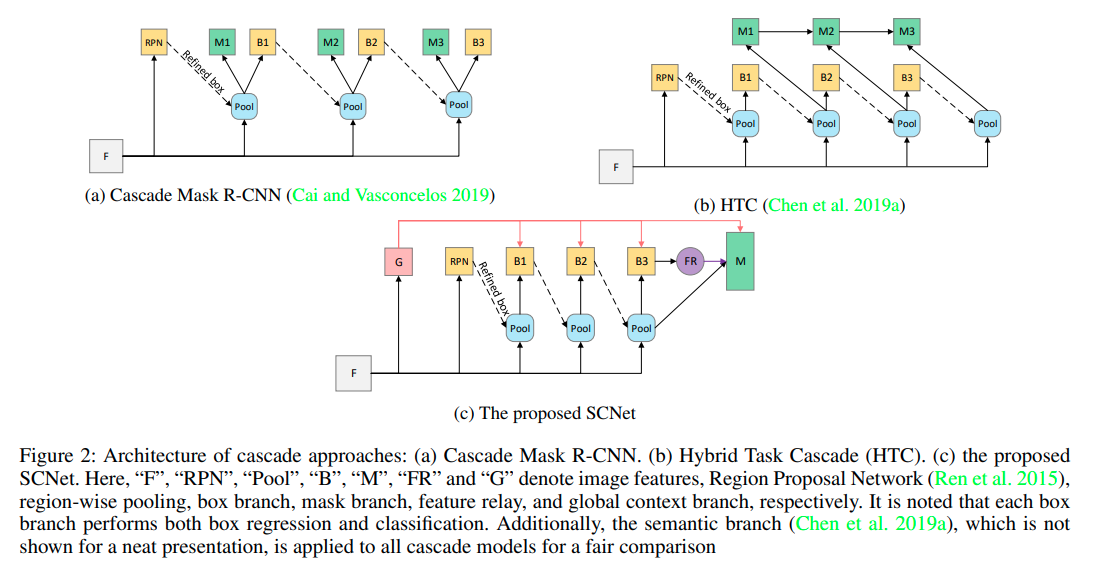 RPN M1 B1 M2 B2 M3 B3
Refined box
Pool Pool Pool
F
(a) Cascade Mask R-CNN (Cai and Vasconcelos 2019)
M1 M2 M3
RPN B1 B2 B3
Refined box
Pool Pool Pool Pool
F
(b) HTC (Chen et al. 2019a)
G RPN B1 B2 B3 FR M
Refined box
Pool Pool Pool
F
(c) The proposed SCNet
Figure 2: Architecture of cascade approaches: (a) Cascade Mask R-CNN. (b) Hybrid Task Cascade (HTC). (c) the proposed
SCNet. Here, “F”, “RPN”, “Pool”, “B”, “M”, “FR” and “G” denote image features, Region Proposal Network (Ren et al. 2015),
region-wise pooling, box branch, mask branch, feature relay, and global context branch, respectively. It is noted that each box
branch performs both box regression and classification. Additionally, the semantic branch (Chen et al. 2019a), which is not
shown for a neat presentation, is applied to all cascade models for a fair comparison